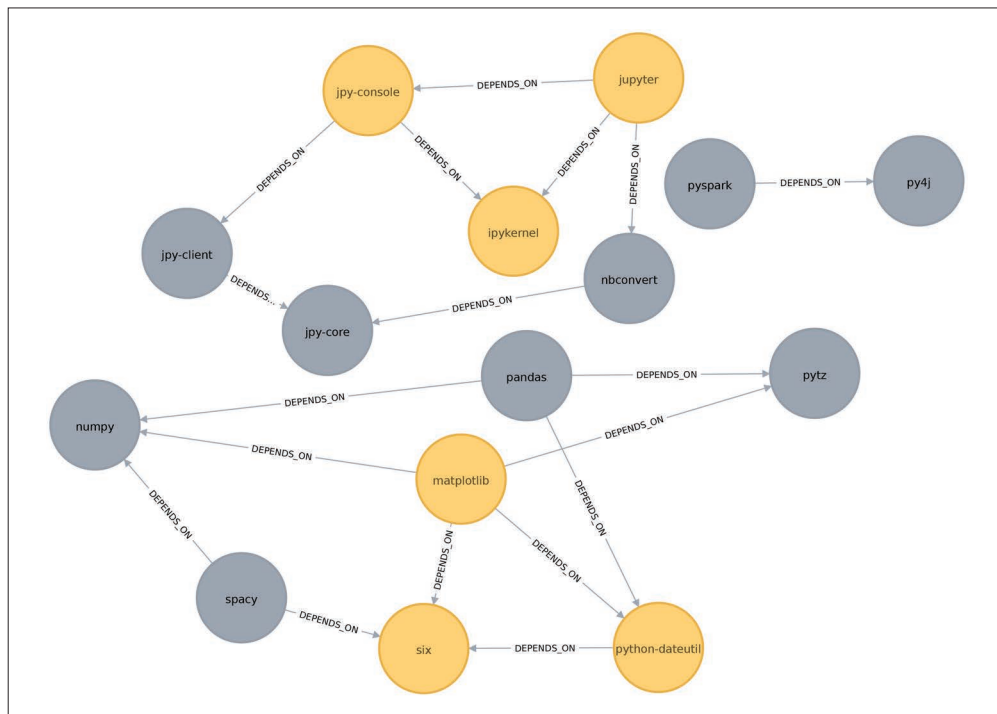 jpy-console
DEPENDS_ON
jupyter
DEPENDS_ON
DEPENDS_ON
DEPENDS_ON
DEPENDS_ON
pyspark
DEPENDS_ON
py4j
ipykernel
jpy-client
DEPENDS...
nbconvert
DEPENDS_ON
jpy-core
pandas
DEPENDS_ON
pytz
DEPENDS_ON
numpy
DEPENDS_ON
DEPENDS_ON
matplotlib
DEPENDS_ON
DEPENDS_ON
DEPENDS_ON
DEPENDS_ON
spacy
DEPENDS_ON
six
DEPENDS_ON
python-dateutil